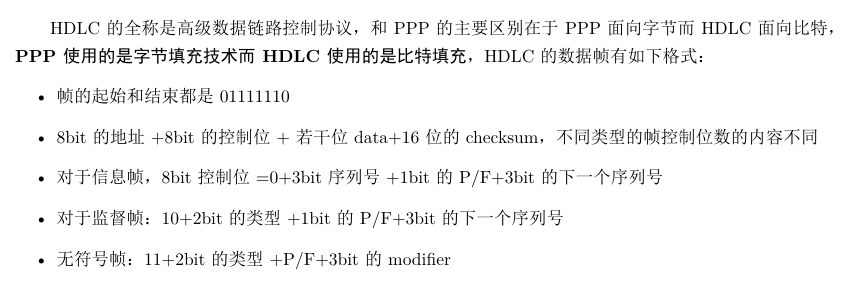 HDLC 的全称是高级数据链路控制协议，和 PPP 的主要区别在于 PPP 面向字节而 HDLC 面向比特，
PPP 使用的是字节填充技术而 HDLC 使用的是比特填充，HDLC 的数据帧有如下格式：
• 帧的起始和结束都是 01111110
• 8bit 的地址 +8bit 的控制位 + 若干位 data+16 位的 checksum，不同类型的帧控制位数的内容不同
• 对于信息帧，8bit 控制位 =0+3bit 序列号 +1bit 的 P/F+3bit 的下一个序列号
• 对于监督帧：10+2bit 的类型 +1bit 的 P/F+3bit 的下一个序列号
• 无符号帧：11+2bit 的类型 +P/F+3bit 的 modifier